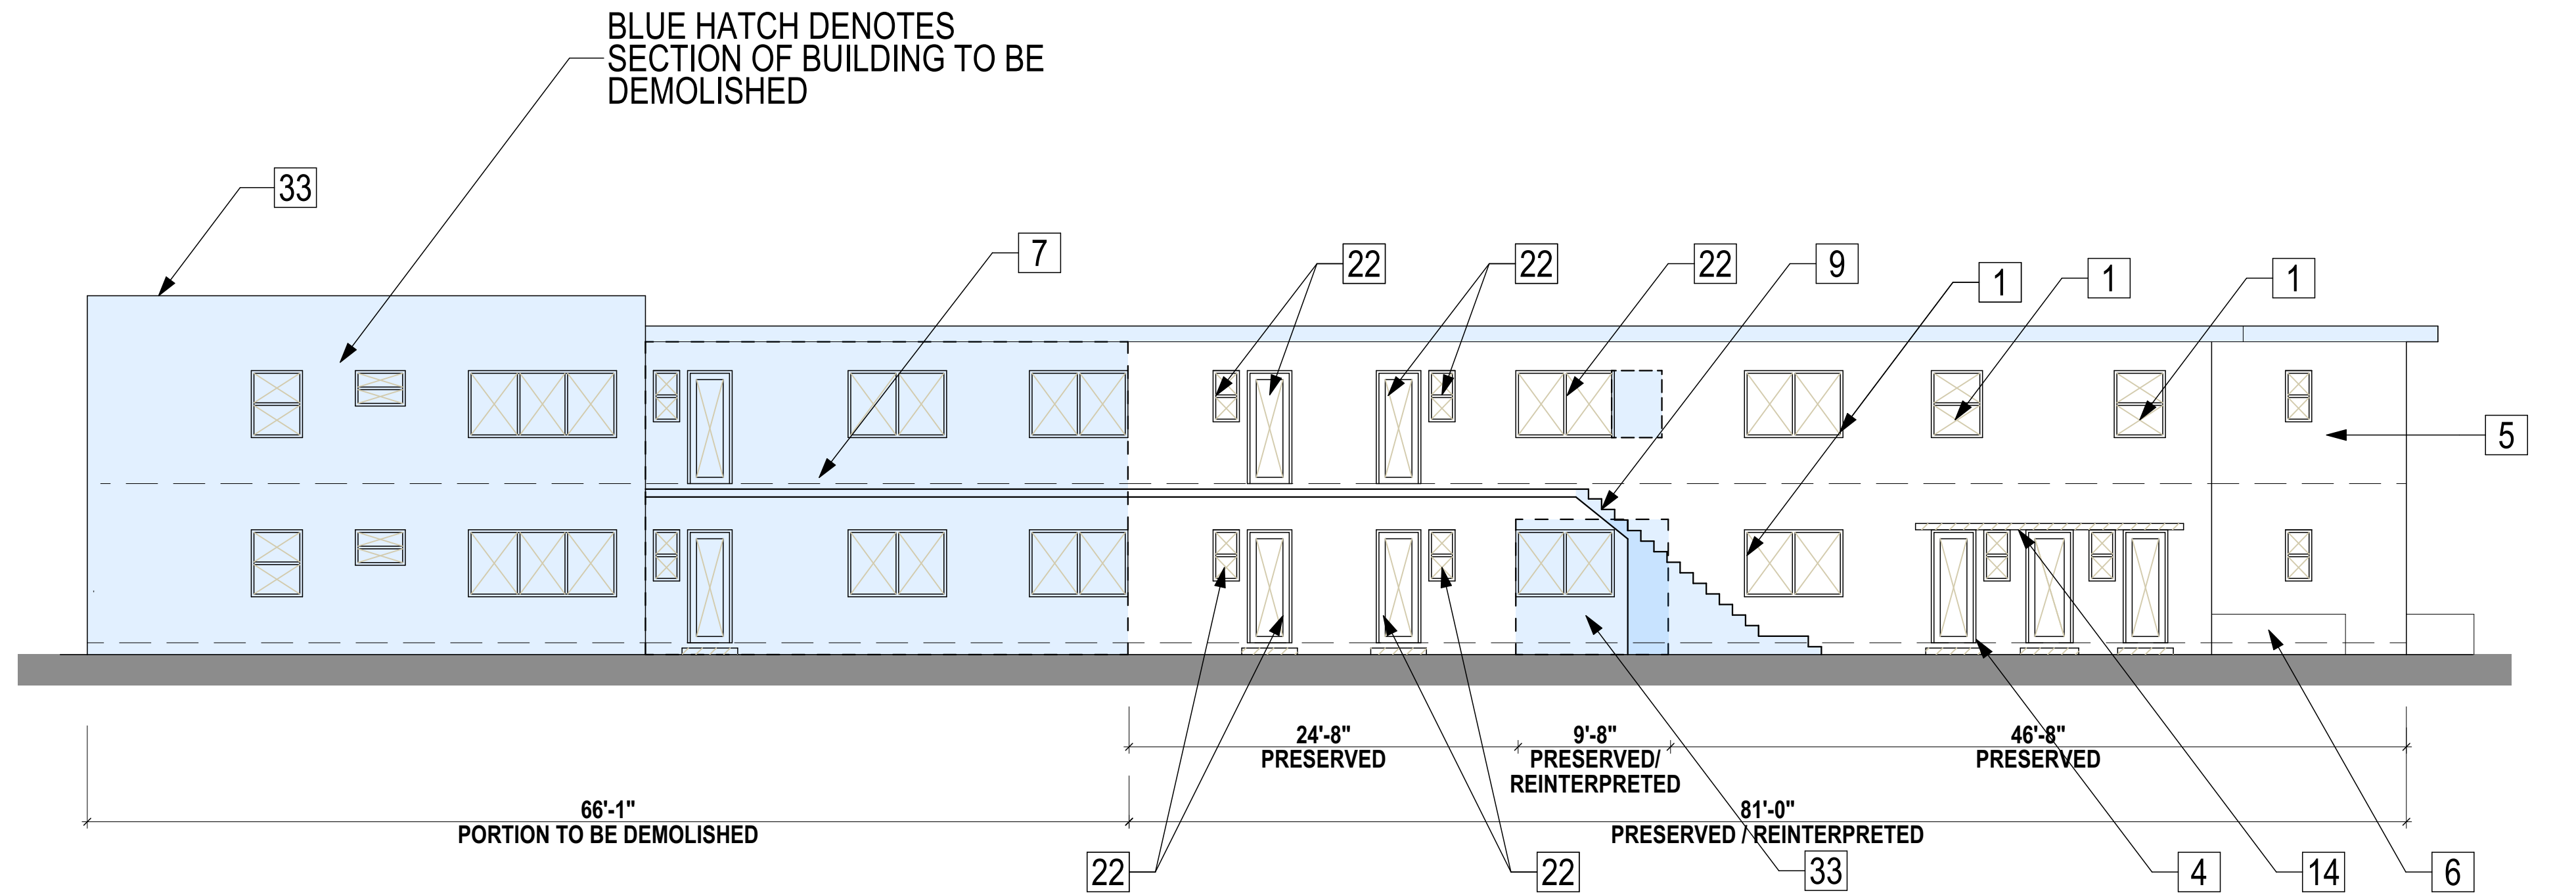 BLUE HATCH DENOTES
SECTION OF BUILDING TO BE
DEMOLISHED
33
7
22
22
22
9
1
1
1
5
24'-8"
PRESERVED
9'-8"
PRESERVED/
REINTERPRETED
46'-8"
PRESERVED
66'-1"
PORTION TO BE DEMOLISHED
81'-0"
PRESERVED / REINTERPRETED
22
22
33
4
14
6